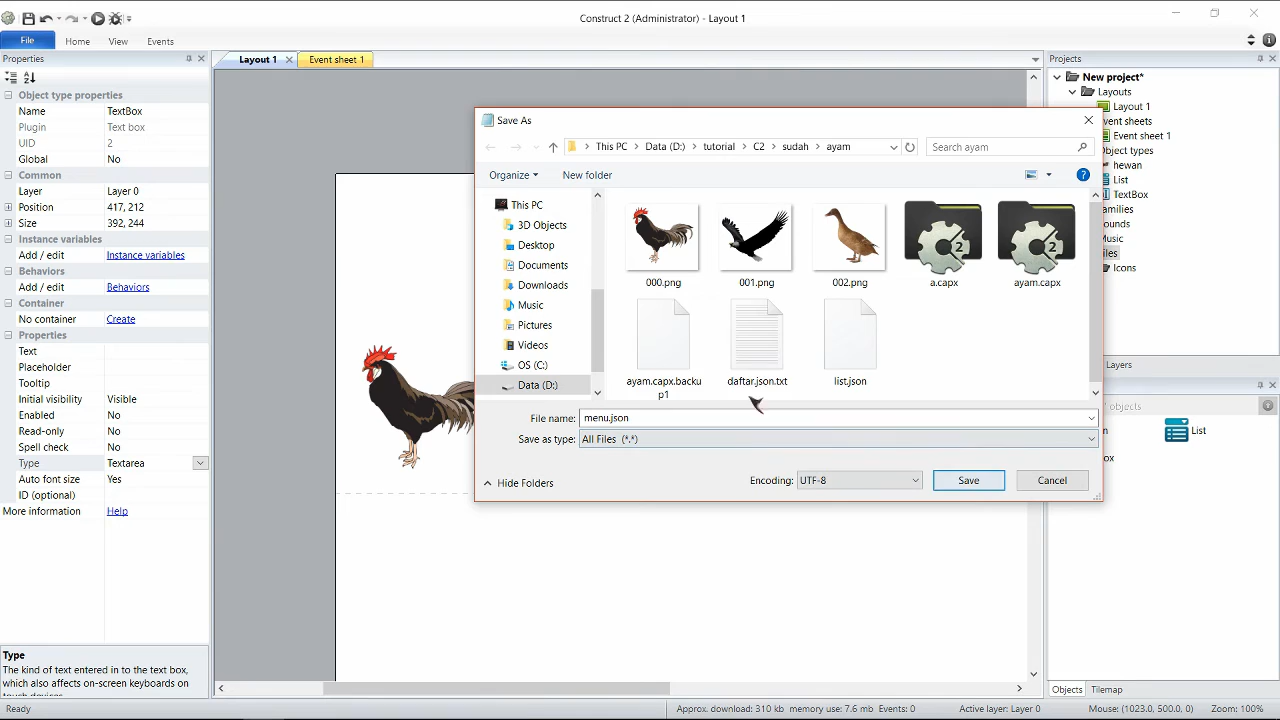 Construct 2 (Administrator) - Layout 1
File
Home
View
Events
Properties
Object type properties
Name TextBox
Plugin Text box
UID 2
Global No
Common
Layer Layer 0
Position 417, 212
Size 392, 244
Instance variables
Add / edit Instance variables
Behaviors
Add / edit Behaviors
Container
No container Create
Properties
Text
Placeholder
Tooltip
Initial visibility Visible
Enabled No
Read-only No
Spell check No
Type Textarea
Auto font size Yes
ID (optional)
More information Help
Type
The kind of text entered in to the text box,
which also affects on-screen keyboards on
Layout 1
Event sheet 1
Save As
This PC > Data (D:) > tutorial > C2 > sudah > ayam
Search ayam
Organize
New folder
This PC
3D Objects
Desktop
Documents
Downloads
Music
Pictures
Videos
OS (C:)
Data (D:)
000.png
001.png
002.png
a.capx
ayam.capx
ayam.capx.backu
p1
daftar.json.txt
list.json
File name: menu.json
Save as type: All Files (*.*)
Hide Folders
Encoding: UTF-8
Save
Cancel
Projects
New project*
Layouts
Layout 1
Event sheets
Event sheet 1
Object types
hewan
List
TextBox
Icons
Layers
List
Objects
Tilemap
Ready
Approx. download: 310 kb
memory use: 7.6 mb
Events: 0
Active layer: Layer 0
Mouse: (1023.0, 500.0, 0)
Zoom: 100%